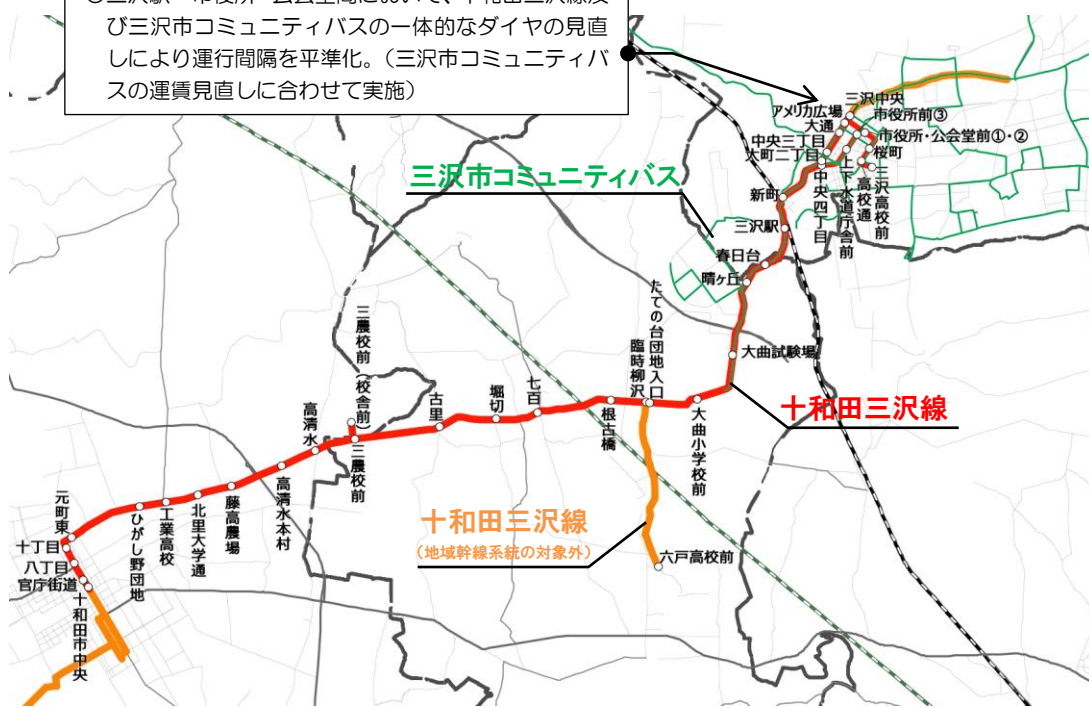 び三沢市コミュニティバスの一体的なダイヤの見直
しにより運行間隔を平準化。（三沢市コミュニティバ
スの運賃見直しに合わせて実施）
三沢中央
アメリカ広場
市役所前③
大通
市役所・公会堂前①・②
中央三丁目
大町二丁目
桜町
三沢市コミュニティバス
中央四丁目
上下水道庁舎前
高校通
三沢高校前
新町
三沢駅
春日台
晴ヶ丘
大曲試験場
たての台団地入口
臨時柳沢
三農校前（校舎前）
七百
堀切
古里
高清水
根古橋
大曲小学校前
十和田三沢線
三農校前
高清水本村
藤高農場
北里大学通
工業高校
ひがし野団地
元町東
十丁目
八丁目
官庁街道
十和田市中央
十和田三沢線
（地域幹線系統の対象外）
六戸高校前